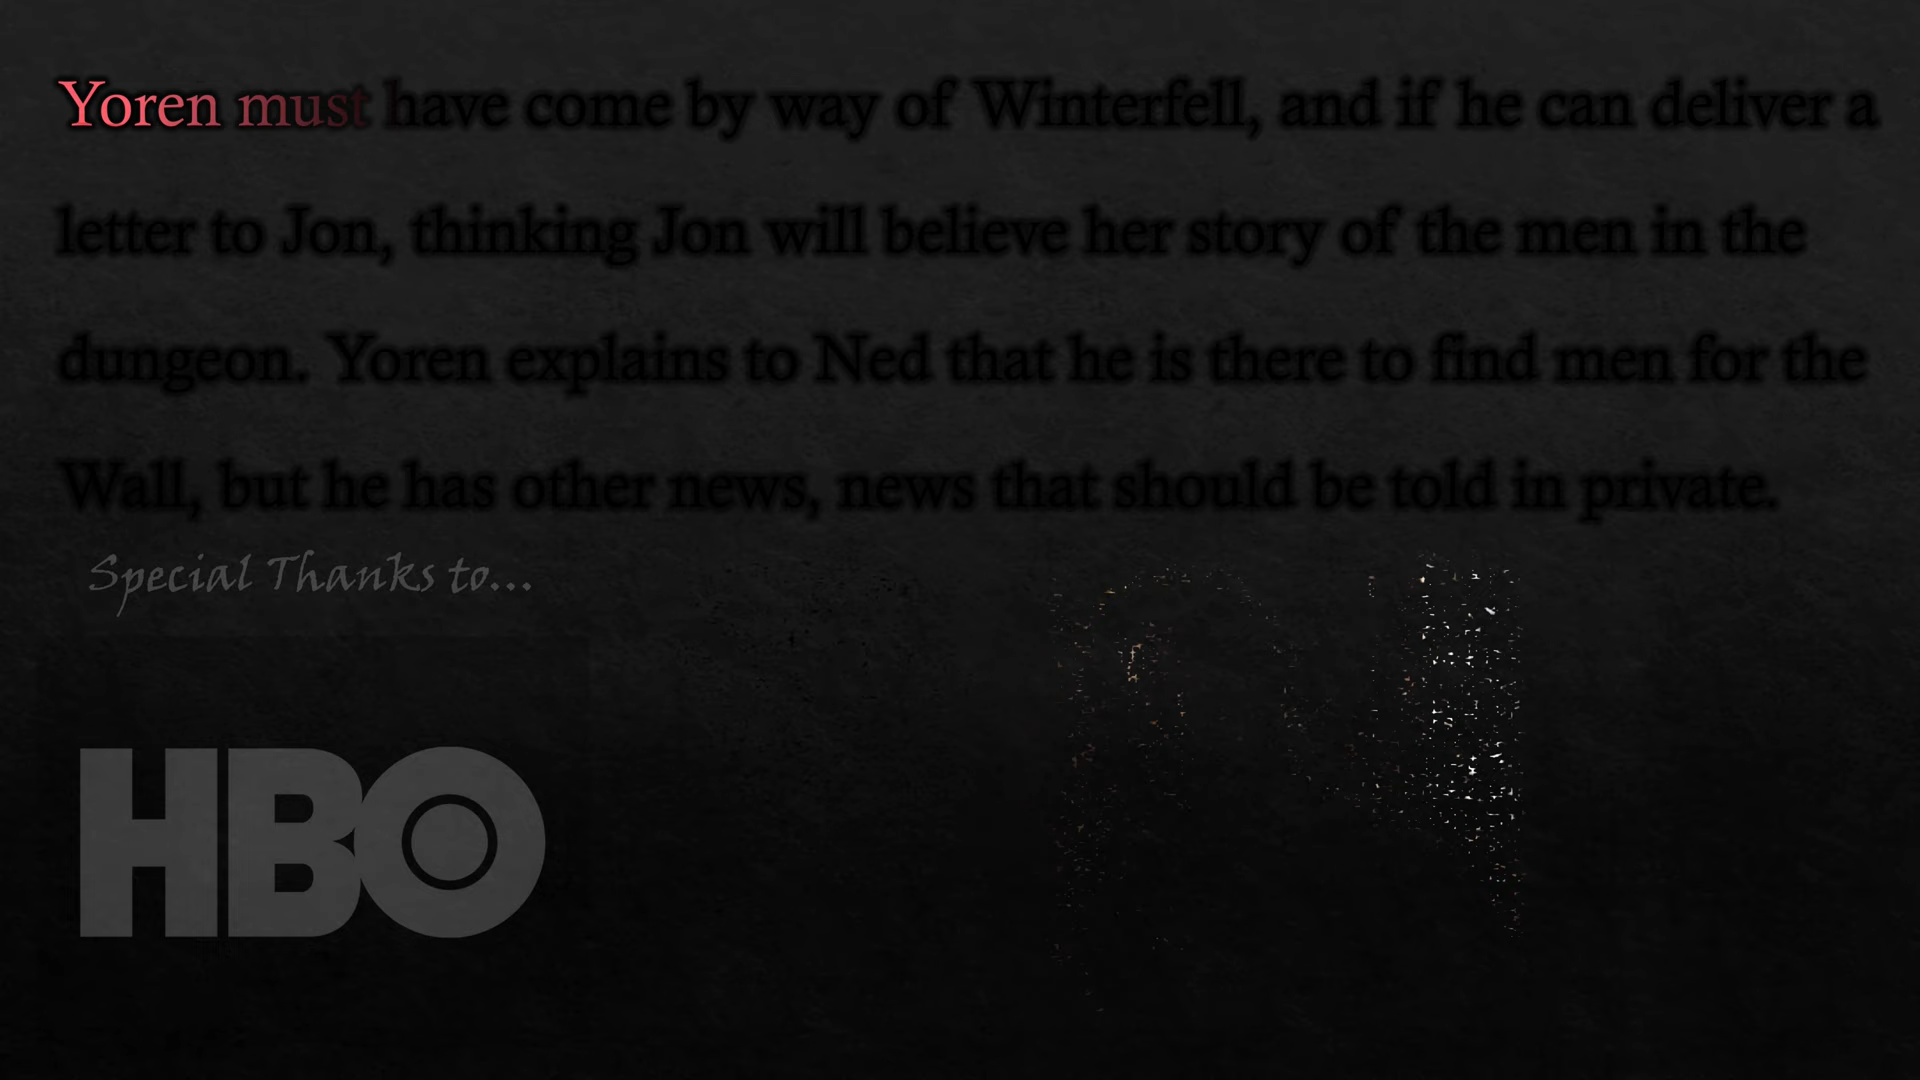 Yoren must have come by way of Winterfell, and if he can deliver a
letter to Jon, thinking Jon will believe her story of the men in the
dungeon. Yoren explains to Ned that he is there to find men for the
Wall, but he has other news, news that should be told in private.
Special Thanks to...
HBO